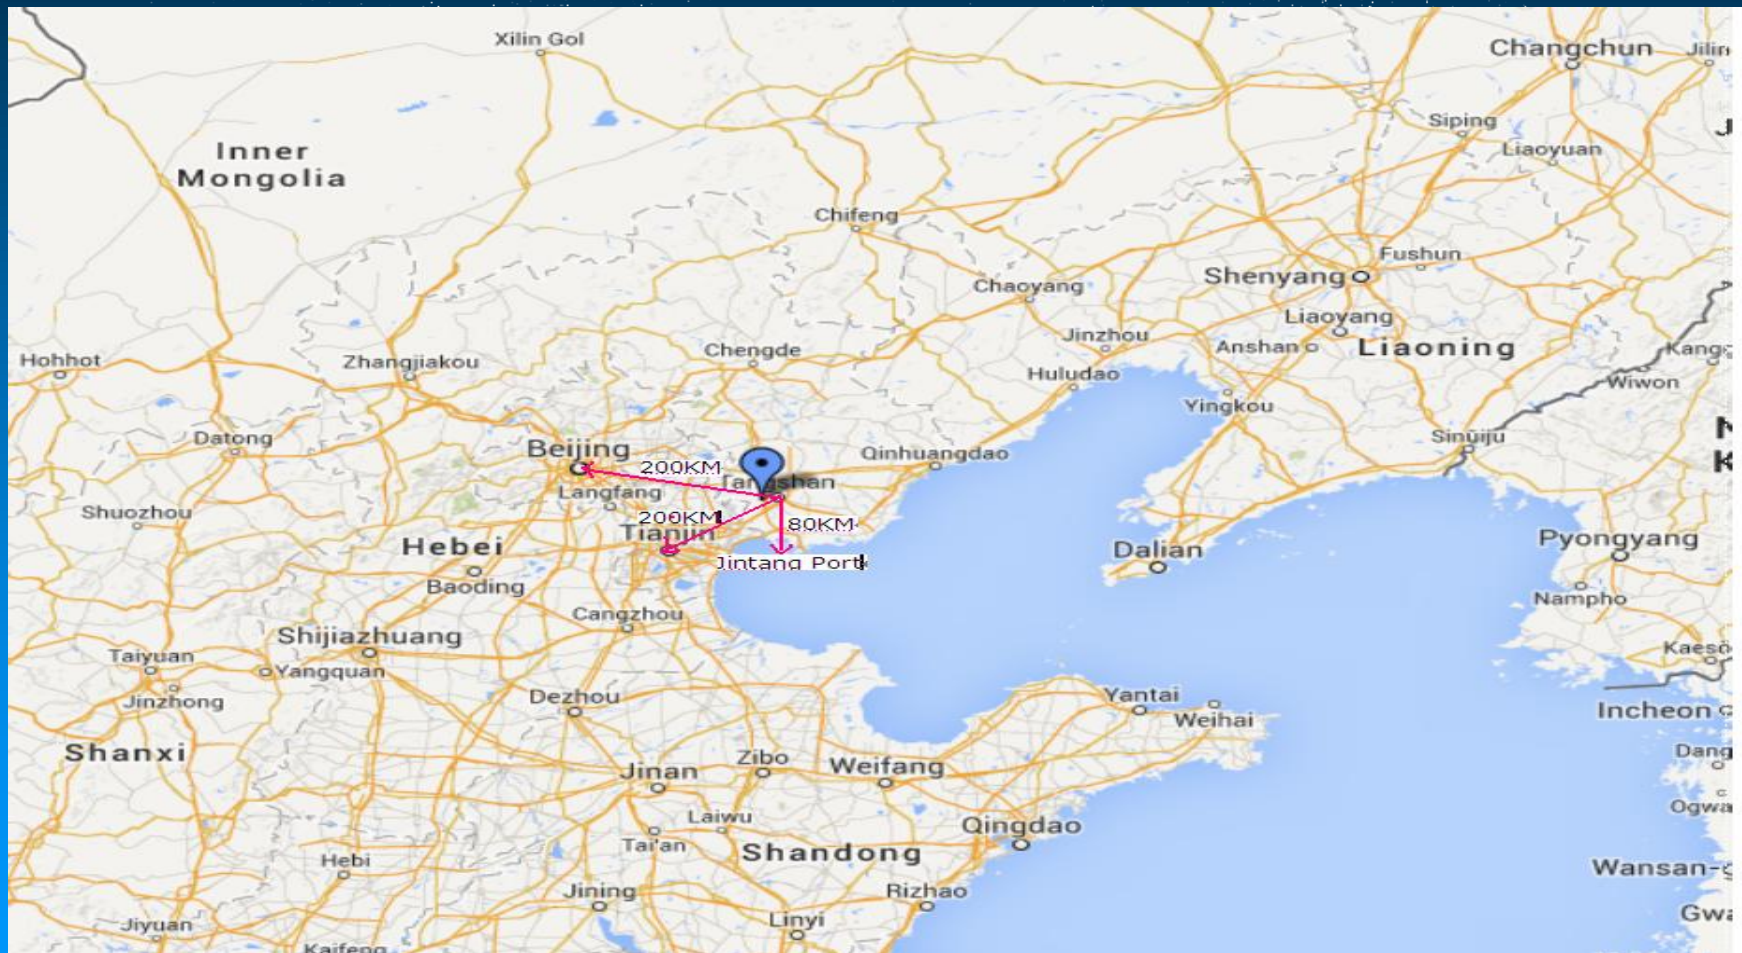 Xilin Gol
Changchun
Jilin
Siping
Liaoyuan
Inner
Mongolia
Chifeng
Fushun
Shenyang
Chaoyang
Liaoyang
Jinzhou
Anshan
Liaoning
Hohhot
Zhangjiakou
Chengde
Huludao
Wiwon
Yingkou
Datong
Beijing
Qinhuangdao
Sinuiju
200KM
Tangshan
Langfang
Shuozhou
200KM
80KM
Tianjin
Hebei
Dalian
Pyongyang
Jintang Port
Baoding
Nampho
Cangzhou
Shijiazhuang
Taiyuan
Yangquan
Jinzhong
Dezhou
Yantai
Weihai
Incheon
Shanxi
Zibo
Jinan
Weifang
Laiwu
Qingdao
Tai'an
Shandong
Hebi
Jining
Rizhao
Linyi
Jiyuan
Kaifeng